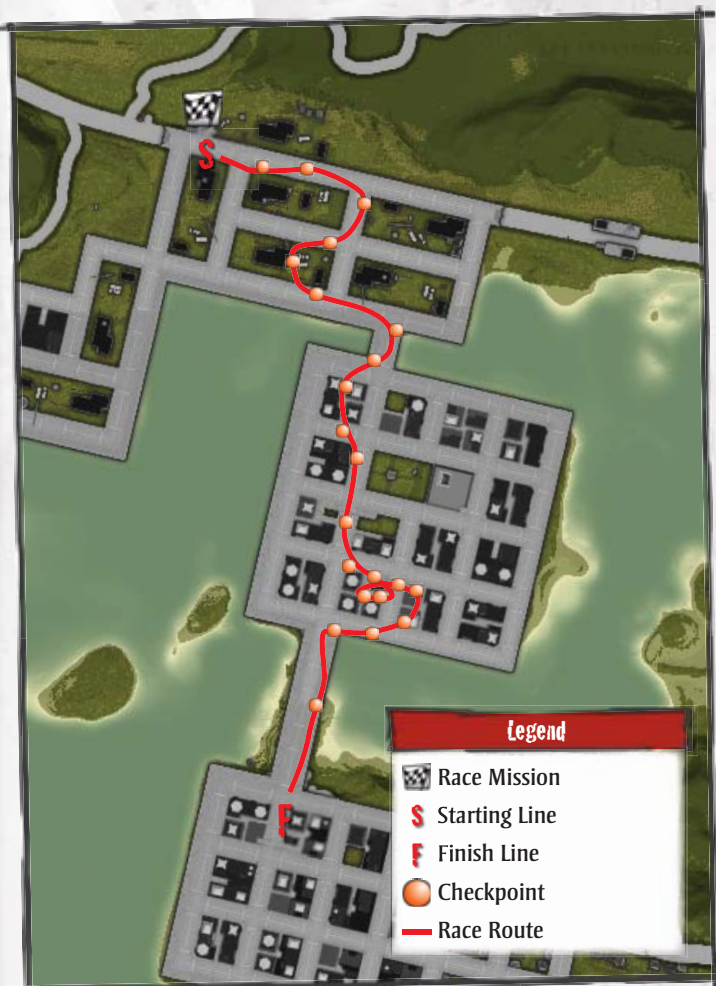 S
F
Legend
Race Mission
S Starting Line
F Finish Line
Checkpoint
Race Route